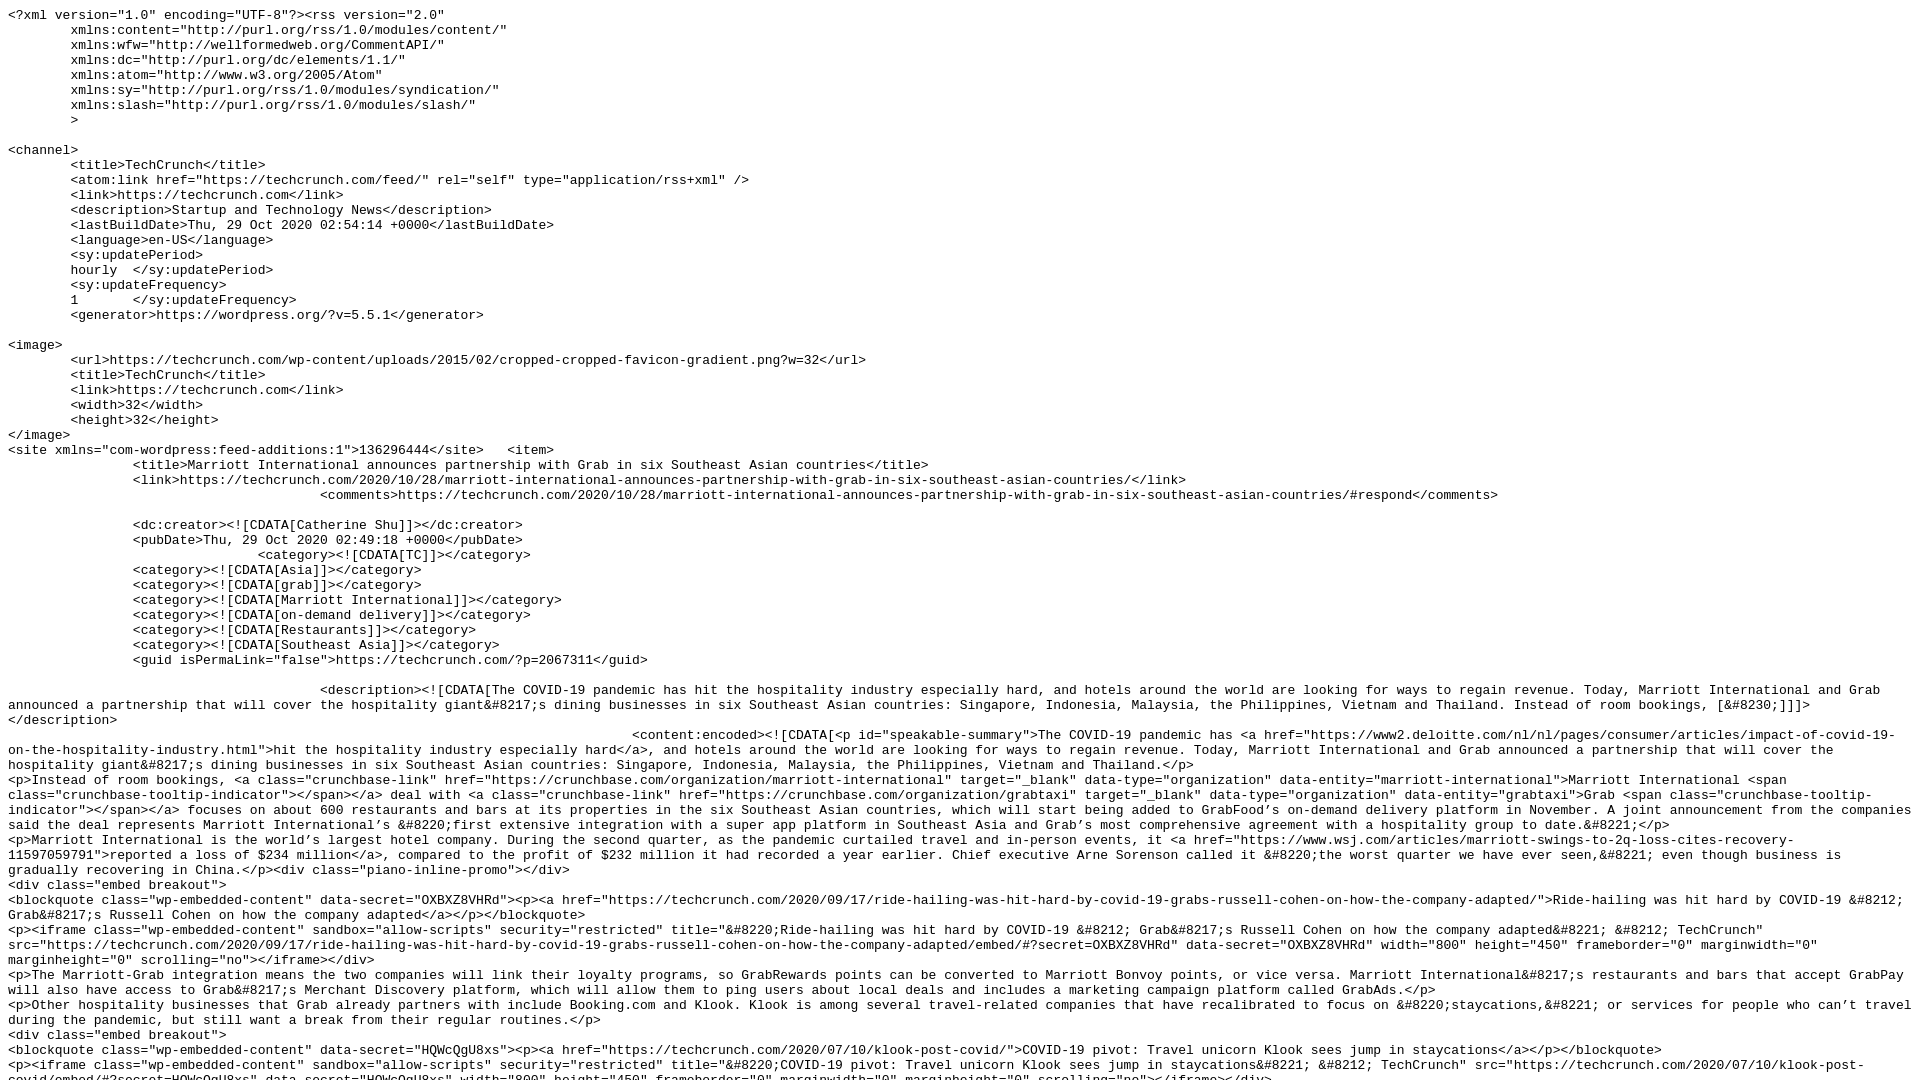 <?xml version="1.0" encoding="UTF-8"?><rss version="2.0"
xmlns:content="http://purl.org/rss/1.0/modules/content/"
xmlns:wfw="http://wellformedweb.org/CommentAPI/"
xmlns:dc="http://purl.org/dc/elements/1.1/"
xmlns:atom="http://www.w3.org/2005/Atom"
xmlns:sy="http://purl.org/rss/1.0/modules/syndication/"
xmlns:slash="http://purl.org/rss/1.0/modules/slash/"
>
<channel>
<title>TechCrunch</title>
<atom:link href="https://techcrunch.com/feed/" rel="self" type="application/rss+xml" />
<link>https://techcrunch.com</link>
<description>Startup and Technology News</description>
<lastBuildDate>Thu, 29 Oct 2020 02:54:14 +0000</lastBuildDate>
<language>en-US</language>
<sy:updatePeriod>
hourly  </sy:updatePeriod>
<sy:updateFrequency>
1       </sy:updateFrequency>
<generator>https://wordpress.org/?v=5.5.1</generator>
<image>
<url>https://techcrunch.com/wp-content/uploads/2015/02/cropped-cropped-favicon-gradient.png?w=32</url>
<title>TechCrunch</title>
<link>https://techcrunch.com</link>
<width>32</width>
<height>32</height>
</image>
<site xmlns="com-wordpress:feed-additions:1">136296444</site>   <item>
<title>Marriott International announces partnership with Grab in six Southeast Asian countries</title>
<link>https://techcrunch.com/2020/10/28/marriott-international-announces-partnership-with-grab-in-six-southeast-asian-countries/</link>
<comments>https://techcrunch.com/2020/10/28/marriott-international-announces-partnership-with-grab-in-six-southeast-asian-countries/#respond</comments>
<dc:creator><![CDATA[Catherine Shu]]></dc:creator>
<pubDate>Thu, 29 Oct 2020 02:49:18 +0000</pubDate>
<category><![CDATA[TC]]></category>
<category><![CDATA[Asia]]></category>
<category><![CDATA[grab]]></category>
<category><![CDATA[Marriott International]]></category>
<category><![CDATA[on-demand delivery]]></category>
<category><![CDATA[Restaurants]]></category>
<category><![CDATA[Southeast Asia]]></category>
<guid isPermaLink="false">https://techcrunch.com/?p=2067311</guid>
<description><![CDATA[The COVID-19 pandemic has hit the hospitality industry especially hard, and hotels around the world are looking for ways to regain revenue. Today, Marriott International and Grab
announced a partnership that will cover the hospitality giant&#8217;s dining businesses in six Southeast Asian countries: Singapore, Indonesia, Malaysia, the Philippines, Vietnam and Thailand. Instead of room bookings, [&#8230;]]]>
</description>
<content:encoded><![CDATA[<p id="speakable-summary">The COVID-19 pandemic has <a href="https://www2.deloitte.com/nl/nl/pages/consumer/articles/impact-of-covid-19-
on-the-hospitality-industry.html">hit the hospitality industry especially hard</a>, and hotels around the world are looking for ways to regain revenue. Today, Marriott International and Grab announced a partnership that will cover the
hospitality giant&#8217;s dining businesses in six Southeast Asian countries: Singapore, Indonesia, Malaysia, the Philippines, Vietnam and Thailand.</p>
<p>Instead of room bookings, <a class="crunchbase-link" href="https://crunchbase.com/organization/marriott-international" target="_blank" data-type="organization" data-entity="marriott-international">Marriott International <span
class="crunchbase-tooltip-indicator"></span></a> deal with <a class="crunchbase-link" href="https://crunchbase.com/organization/grabtaxi" target="_blank" data-type="organization" data-entity="grabtaxi">Grab <span class="crunchbase-tooltip-
indicator"></span></a> focuses on about 600 restaurants and bars at its properties in the six Southeast Asian countries, which will start being added to GrabFood’s on-demand delivery platform in November. A joint announcement from the companies
said the deal represents Marriott International’s &#8220;first extensive integration with a super app platform in Southeast Asia and Grab’s most comprehensive agreement with a hospitality group to date.&#8221;</p>
<p>Marriott International is the world’s largest hotel company. During the second quarter, as the pandemic curtailed travel and in-person events, it <a href="https://www.wsj.com/articles/marriott-swings-to-2q-loss-cites-recovery-
11597059791">reported a loss of $234 million</a>, compared to the profit of $232 million it had recorded a year earlier. Chief executive Arne Sorenson called it &#8220;the worst quarter we have ever seen,&#8221; even though business is
gradually recovering in China.</p><div class="piano-inline-promo"></div>
<div class="embed breakout">
<blockquote class="wp-embedded-content" data-secret="OXBXZ8VHRd"><p><a href="https://techcrunch.com/2020/09/17/ride-hailing-was-hit-hard-by-covid-19-grabs-russell-cohen-on-how-the-company-adapted/">Ride-hailing was hit hard by COVID-19 &#8212;
Grab&#8217;s Russell Cohen on how the company adapted</a></p></blockquote>
<p><iframe class="wp-embedded-content" sandbox="allow-scripts" security="restricted" title="&#8220;Ride-hailing was hit hard by COVID-19 &#8212; Grab&#8217;s Russell Cohen on how the company adapted&#8221; &#8212; TechCrunch"
src="https://techcrunch.com/2020/09/17/ride-hailing-was-hit-hard-by-covid-19-grabs-russell-cohen-on-how-the-company-adapted/embed/#?secret=OXBXZ8VHRd" data-secret="OXBXZ8VHRd" width="800" height="450" frameborder="0" marginwidth="0"
marginheight="0" scrolling="no"></iframe></div>
<p>The Marriott-Grab integration means the two companies will link their loyalty programs, so GrabRewards points can be converted to Marriott Bonvoy points, or vice versa. Marriott International&#8217;s restaurants and bars that accept GrabPay
will also have access to Grab&#8217;s Merchant Discovery platform, which will allow them to ping users about local deals and includes a marketing campaign platform called GrabAds.</p>
<p>Other hospitality businesses that Grab already partners with include Booking.com and Klook. Klook is among several travel-related companies that have recalibrated to focus on &#8220;staycations,&#8221; or services for people who can’t travel
during the pandemic, but still want a break from their regular routines.</p>
<div class="embed breakout">
<blockquote class="wp-embedded-content" data-secret="HQWcQgU8xs"><p><a href="https://techcrunch.com/2020/07/10/klook-post-covid/">COVID-19 pivot: Travel unicorn Klook sees jump in staycations</a></p></blockquote>
<p><iframe class="wp-embedded-content" sandbox="allow-scripts" security="restricted" title="&#8220;COVID-19 pivot: Travel unicorn Klook sees jump in staycations&#8221; &#8212; TechCrunch" src="https://techcrunch.com/2020/07/10/klook-post-
covid/embed/#?secret=HQWcQgU8xs" data-secret="HQWcQgU8xs" width="800" height="450" frameborder="0" marginwidth="0" marginheight="0" scrolling="no"></iframe></div>